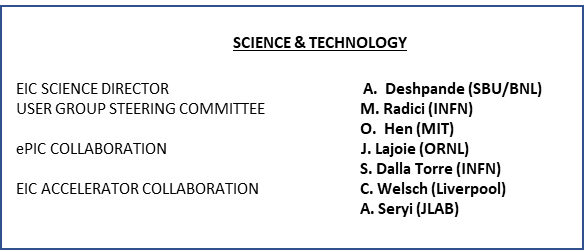 SCIENCE & TECHNOLOGY
EIC SCIENCE DIRECTOR A. Deshpande (SBU/BNL)
USER GROUP STEERING COMMITTEE M. Radici (INFN)
O. Hen (MIT)
ePIC COLLABORATION J. Lajoie (ORNL)
S. Dalla Torre (INFN)
EIC ACCELERATOR COLLABORATION C. Welsch (Liverpool)
A. Seryi (JLAB)